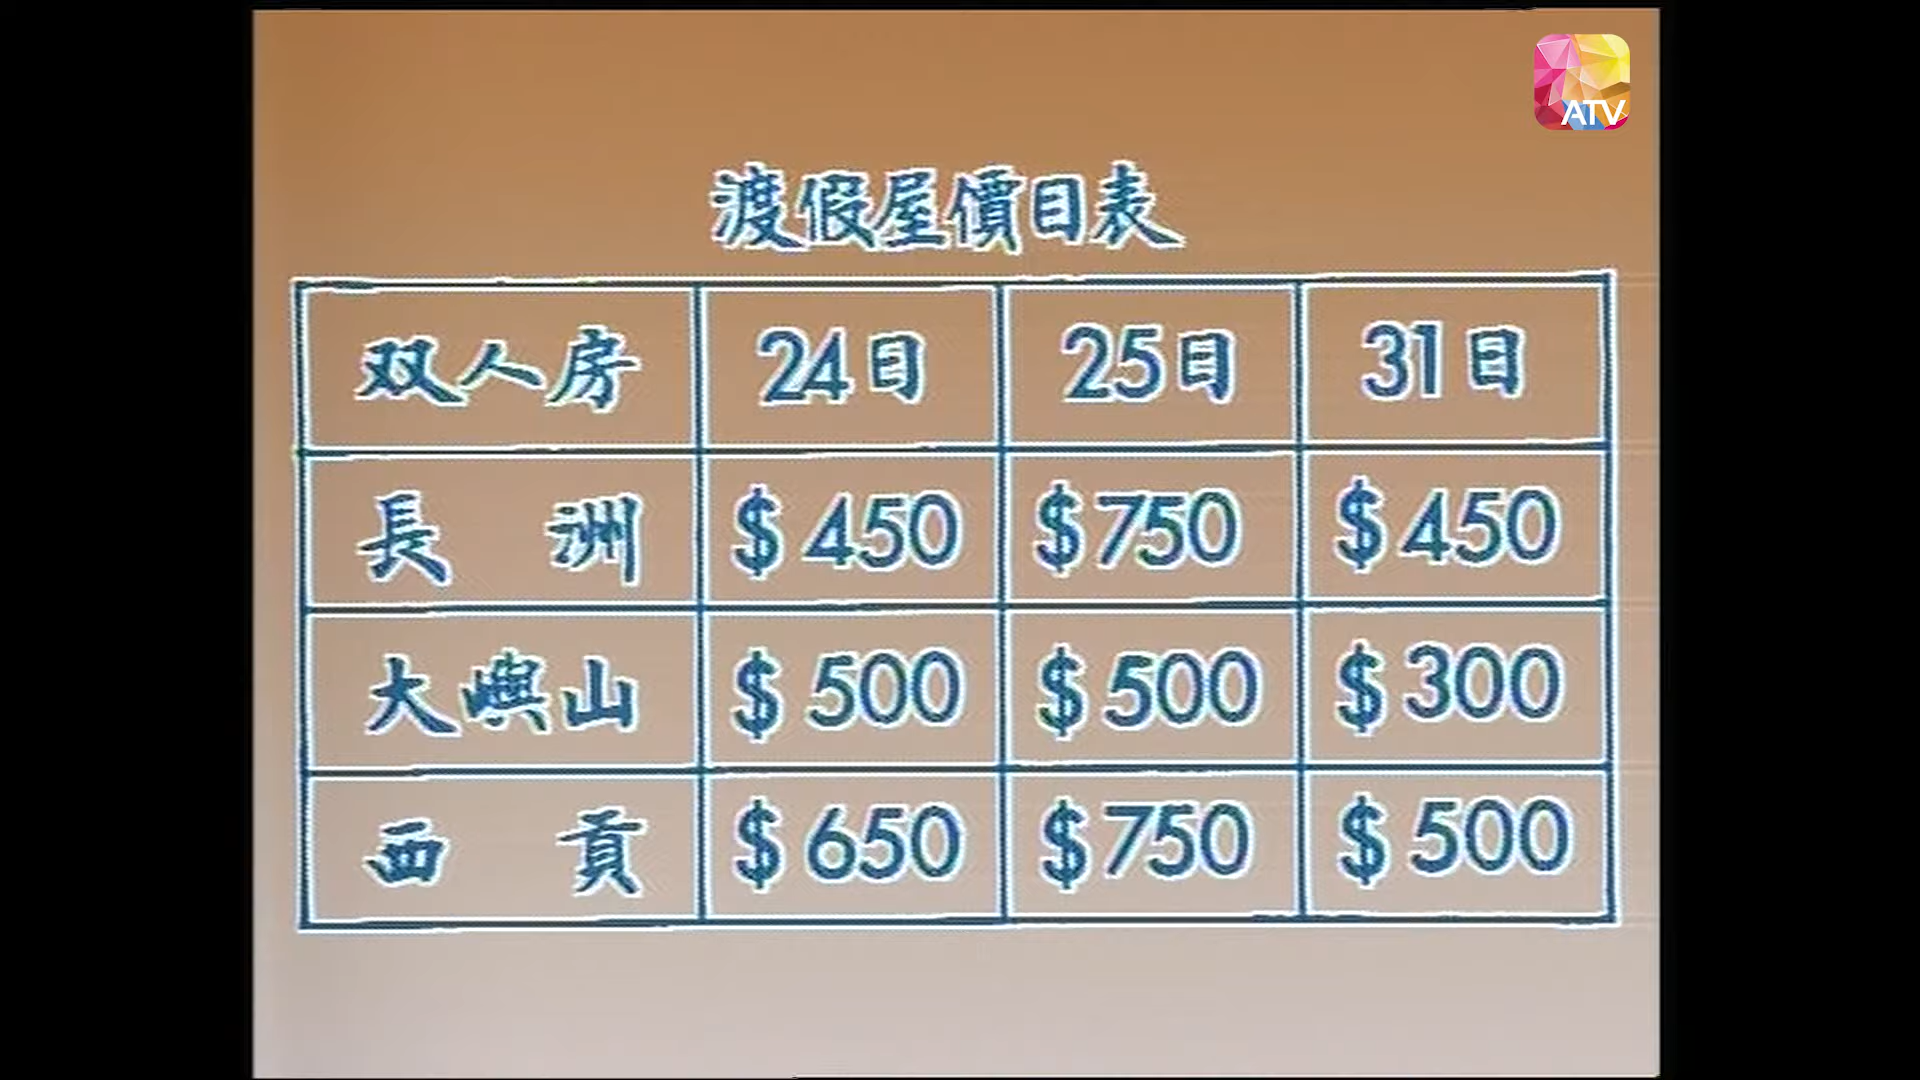 ATV
渡假屋價目表
双人房 24日 25日 31日
長洲 $450 $750 $450
大嶼山 $500 $500 $300
西貢 $650 $750 $500